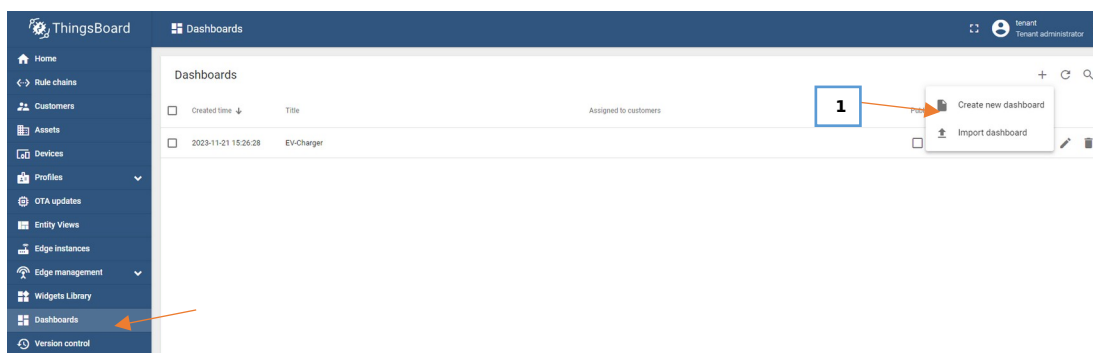 ThingsBoard
Dashboards
tenant
Tenant administrator
Home
Rule chains
Customers
Assets
Devices
Profiles
OTA updates
Entity Views
Edge instances
Edge management
Widgets Library
Dashboards
Version control
Dashboards
Created time
Title
Assigned to customers
Pub
1
Create new dashboard
Import dashboard
2023-11-21 15:26:28
EV-Charger